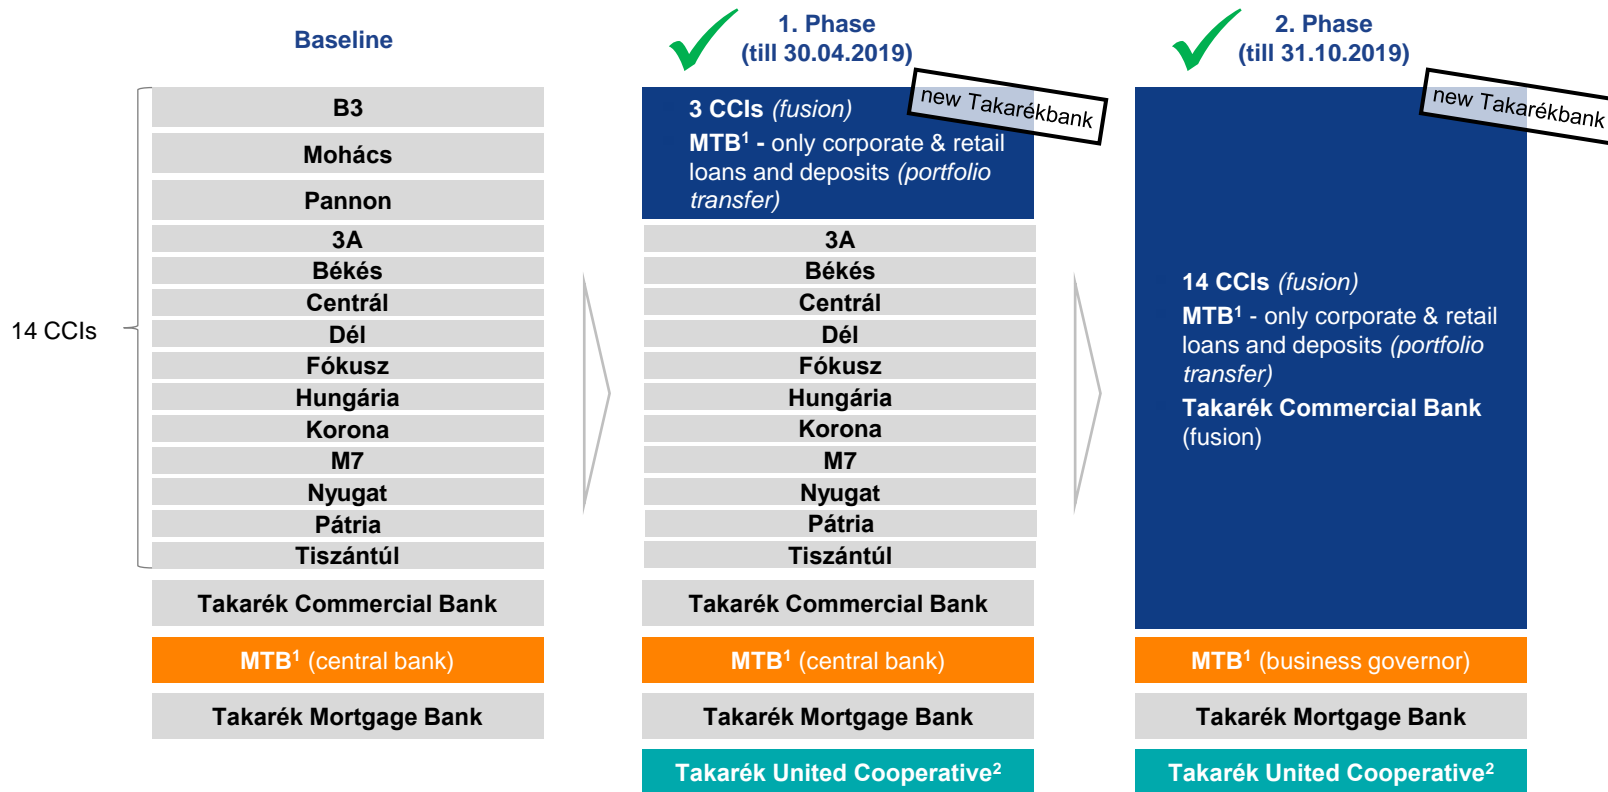 Baseline
14 CCIs
B3
Mohács
Pannon
3A
Békés
Centrál
Dél
Fókusz
Hungária
Korona
M7
Nyugat
Pátria
Tiszántúl
Takarék Commercial Bank
MTB¹ (central bank)
Takarék Mortgage Bank
1. Phase
(till 30.04.2019)
new Takarékbank
3 CCIs (fusion)
MTB¹ - only corporate & retail
loans and deposits (portfolio
transfer)
3A
Békés
Centrál
Dél
Fókusz
Hungária
Korona
M7
Nyugat
Pátria
Tiszántúl
Takarék Commercial Bank
MTB¹ (central bank)
Takarék Mortgage Bank
Takarék United Cooperative²
2. Phase
(till 31.10.2019)
new Takarékbank
14 CCIs (fusion)
MTB¹ - only corporate & retail
loans and deposits (portfolio
transfer)
Takarék Commercial Bank
(fusion)
MTB¹ (business governor)
Takarék Mortgage Bank
Takarék United Cooperative²